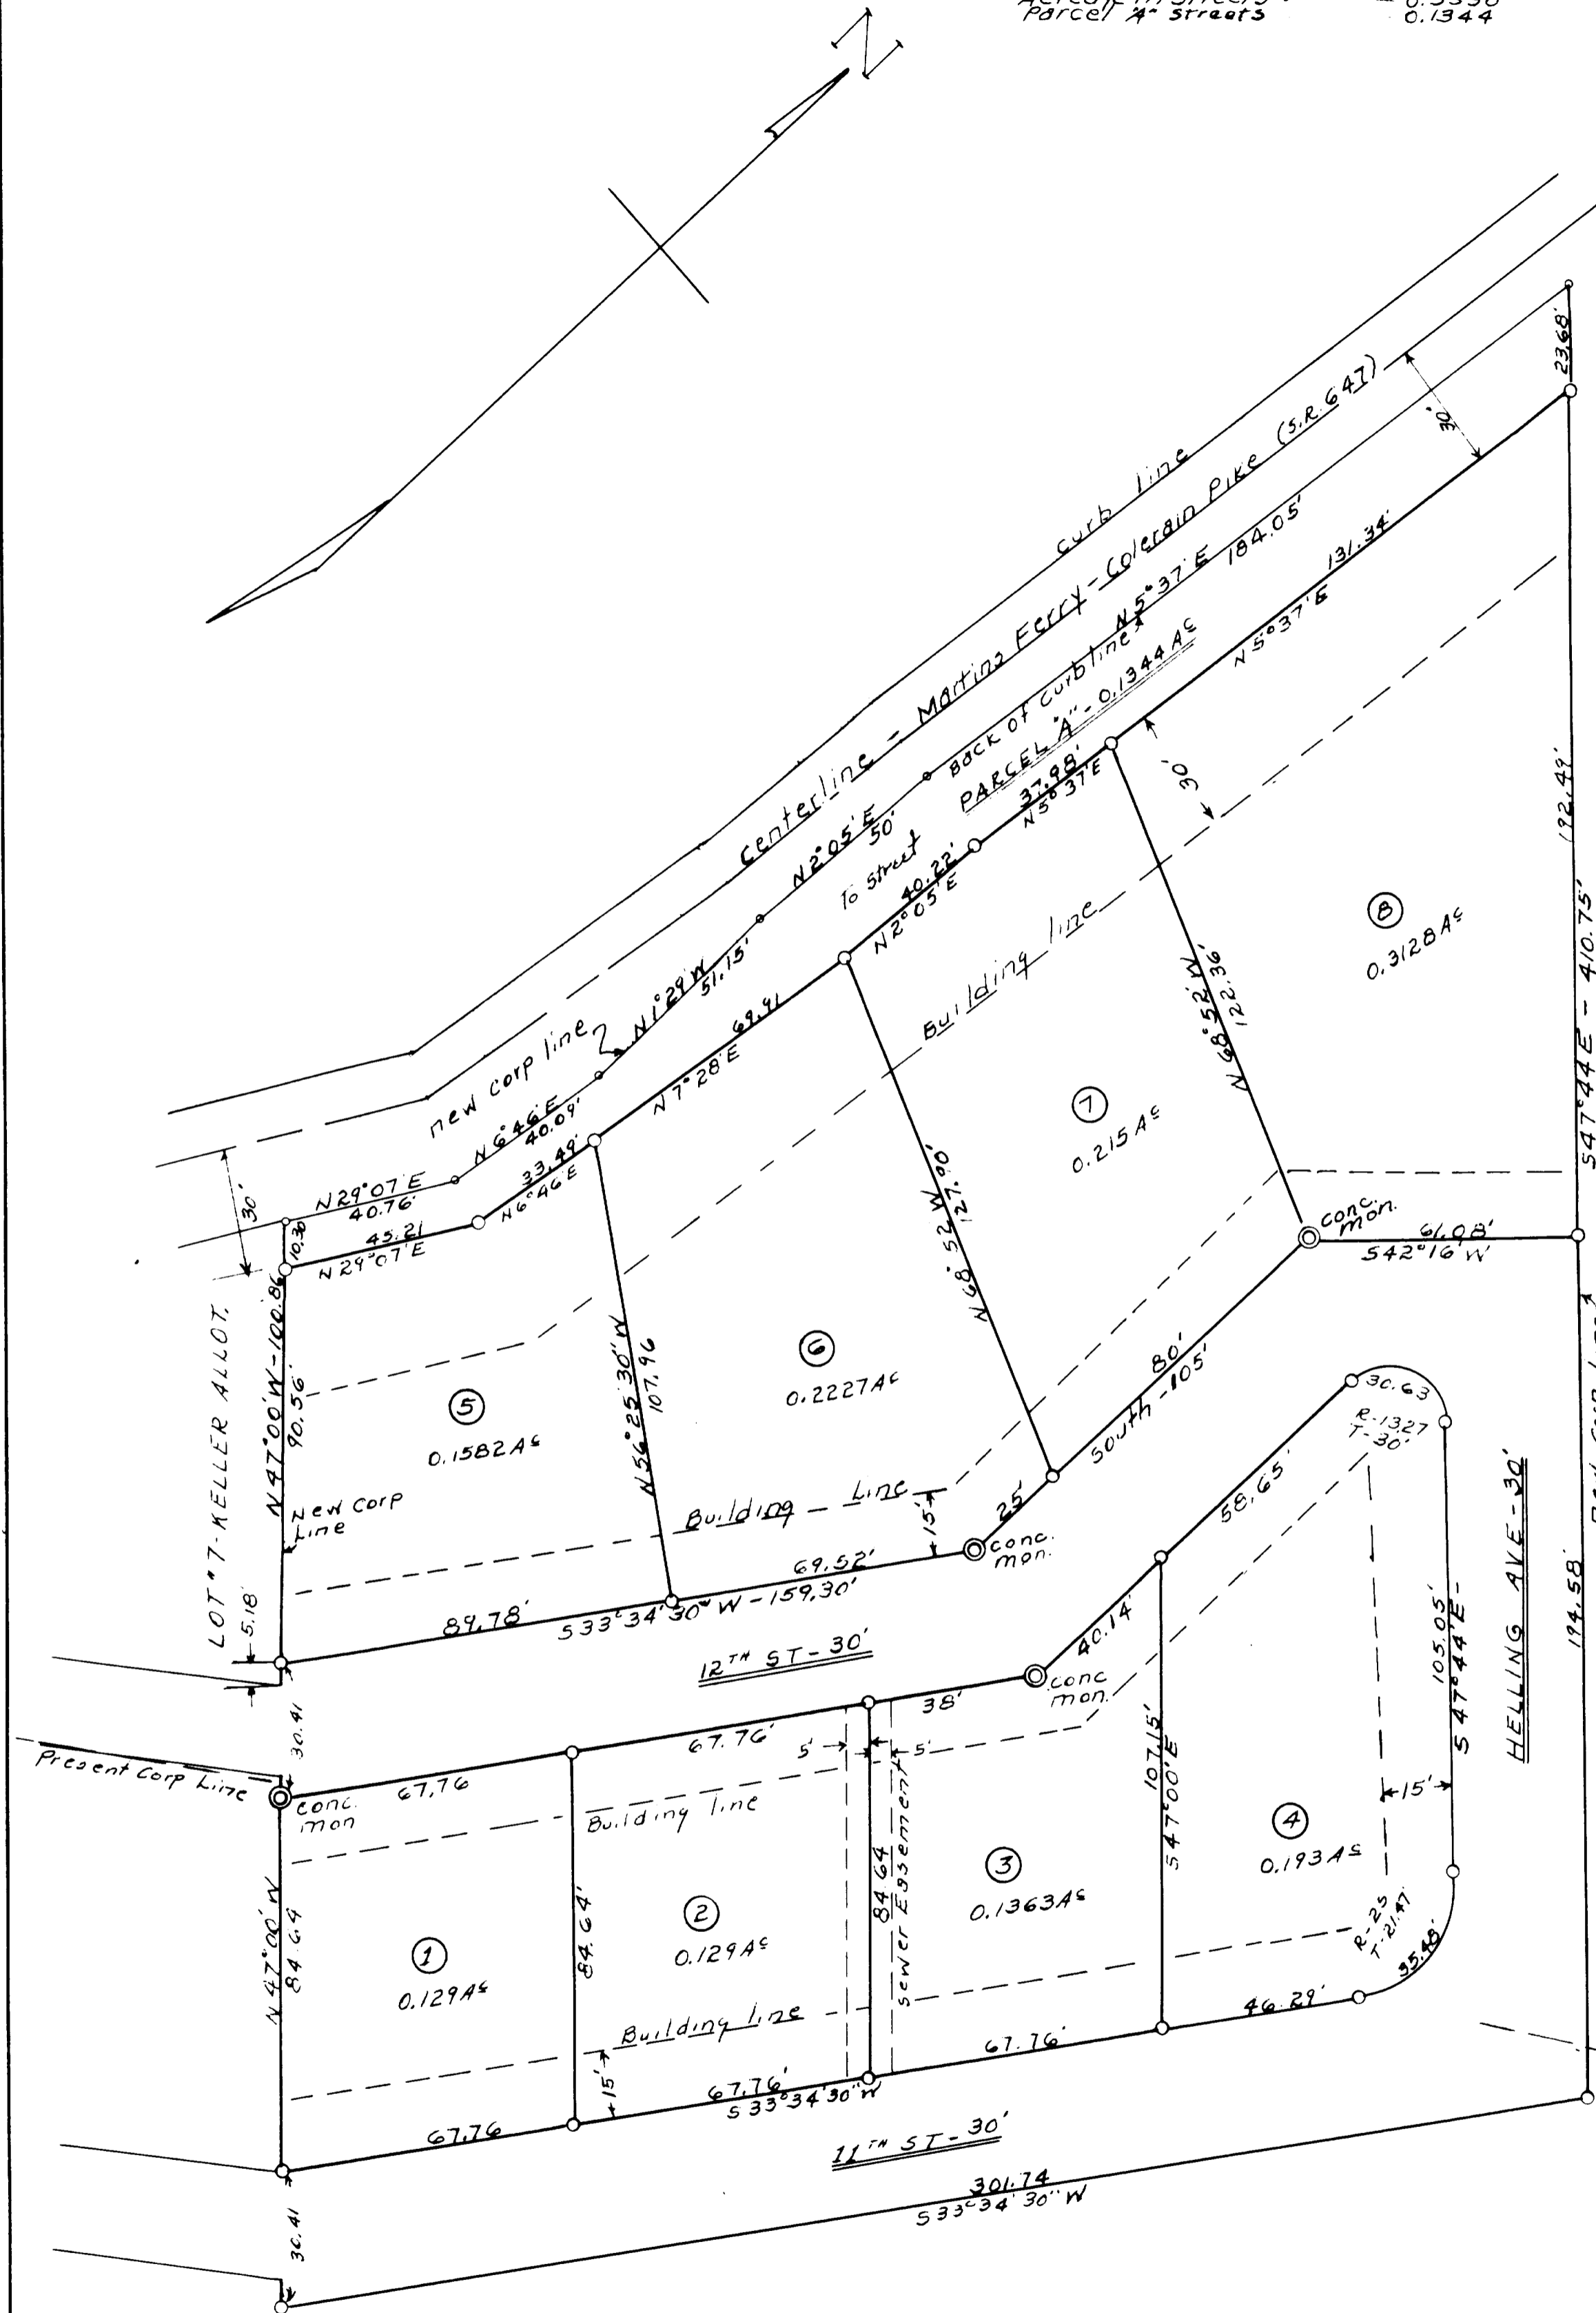 Parcel "A" Streets 0.1344
N
curb line
centerline - Martins Ferry - Colerain Pike (S.R. 647)
30'
23.68'
N 5°37' E 184.05'
Back of curbline
PARCEL "A" - 0.1344 Ac
To Street
131.34'
N 5°37' E
37.98'
N 5°37' E
30'
N 2°05' E
50'
40.22'
N 2°05' E
Building line
192.49'
S 47°44' E - 410.75'
8
0.3128 Ac
N 68°52' W
122.36'
7
0.215 Ac
N 1°29' W
51.15'
69.91
N 7°28' E
new corp line
N 6°46' E
40.09'
33.49'
N 6°46' E
N 29°07' E
40.76'
45.21
N 29°07' E
30'
10.30
N 68°52' W
127.90'
conc.
mon.
61.08'
S 42°16' W
LOT #7 - KELLER ALLOT.
N 47°00' W - 100.86
90.56'
New Corp
Line
5
0.1582 Ac
N 56°25'30" W
107.96
6
0.2227 Ac
80'
South - 105'
25'
Building - Line
15'
conc.
mon.
69.52'
S 33°34'30" W - 159.30'
89.78'
5.18'
12TH ST - 30'
30.63
R-13.27
T-30'
58.65'
40.14'
conc
mon.
38'
67.76'
5'
5'
30.41
Present Corp Line
conc.
mon
67.76
Building line
HELLING AVE - 30'
194.58'
105.05'
S 47°44' E -
15'
107.15'
S 47°00' E
4
0.193 Ac
84.64
Sewer Easement
3
0.1363 Ac
2
0.129 Ac
84.64'
1
0.129 Ac
N 47°00' W
84.64
R-25
T-21.47'
35.48'
46.29'
67.76'
Building line
15'
67.76'
S 33°34'30" W
67.76
11TH ST - 30'
30.41
301.74
S 33°34'30" W